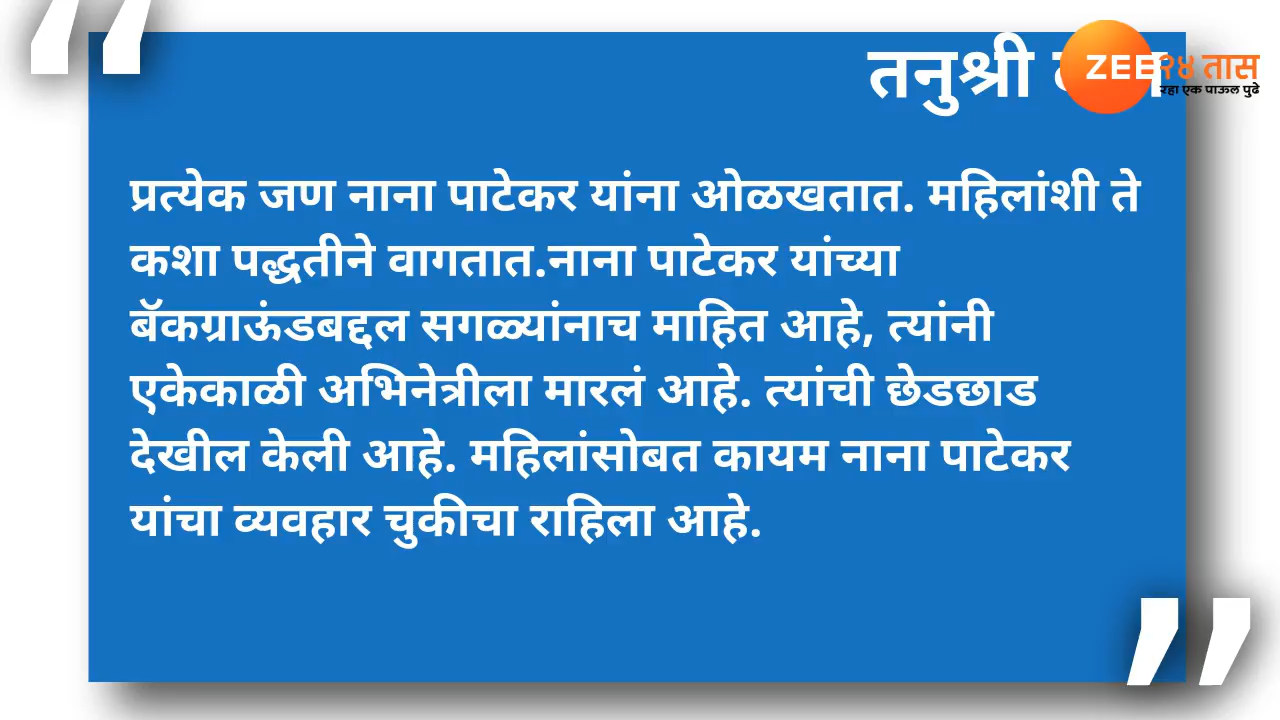 तनुश्री
ZEE २४ तास
रहा एक पाऊल पुढे
प्रत्येक जण नाना पाटेकर यांना ओळखतात. महिलांशी ते
कशा पद्धतीने वागतात.नाना पाटेकर यांच्या
बॅकग्राऊंडबद्दल सगळ्यांनाच माहित आहे, त्यांनी
एकेकाळी अभिनेत्रीला मारलं आहे. त्यांची छेडछाड
देखील केली आहे. महिलांसोबत कायम नाना पाटेकर
यांचा व्यवहार चुकीचा राहिला आहे.